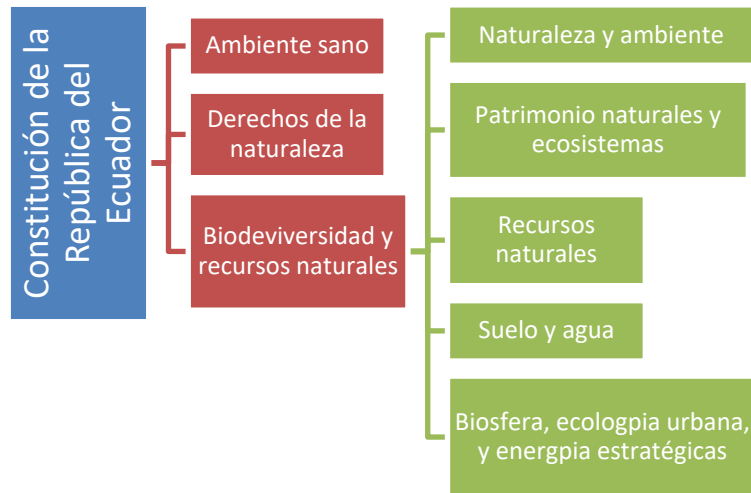 Constitución de la
República del
Ecuador
Ambiente sano
Derechos de la
naturaleza
Biodeviversidad y
recursos naturales
Naturaleza y ambiente
Patrimonio naturales y
ecosistemas
Recursos
naturales
Suelo y agua
Biosfera, ecologpia urbana,
y energpia estratégicas